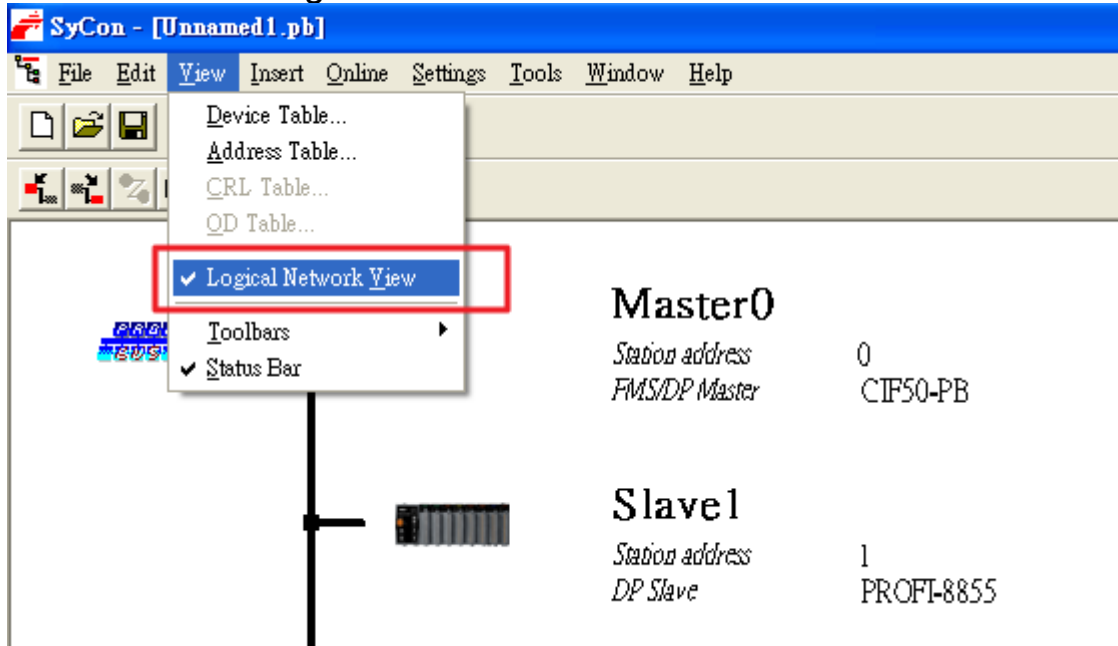 SyCon - [Unnamed1.pb]
File Edit View Insert Online Settings Tools Window Help
Device Table...
Address Table...
CRL Table...
OD Table...
Logical Network View
Toolbars
Status Bar
Master0
Station address 0
FMS/DP Master CIF50-PB
Slave1
Station address 1
DP Slave PROFI-8855